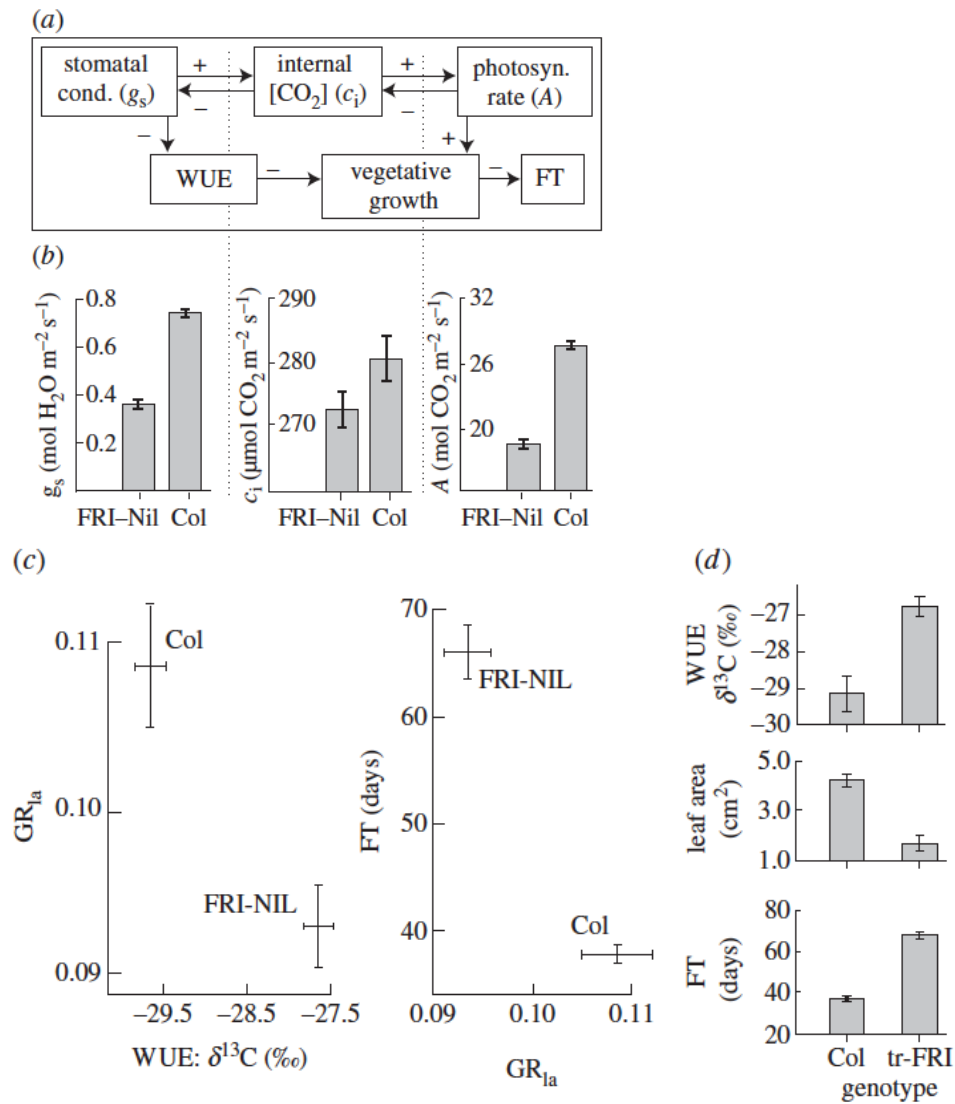 (a)
stomatal
cond. (gs)
+
–
internal
[CO2] (ci)
+
–
photosyn.
rate (A)
–
+
WUE
–
vegetative
growth
–
FT
(b)
gs (mol H2O m–2 s–1)
0.8
0.6
0.4
0.2
FRI–Nil Col
ci (μmol CO2 m–2 s–1)
290
280
270
FRI–Nil Col
A (mol CO2 m–2 s–1)
32
26
20
FRI–Nil Col
(c)
GRla
0.11
0.10
0.09
Col
FRI-NIL
–29.5 –28.5 –27.5
WUE: δ13C (‰)
FT (days)
70
60
50
40
FRI-NIL
Col
0.09 0.10 0.11
GRla
(d)
WUE
δ13C (‰)
–27
–28
–29
–30
leaf area
(cm2)
5.0
3.0
1.0
FT
(days)
80
60
40
20
Col tr-FRI
genotype